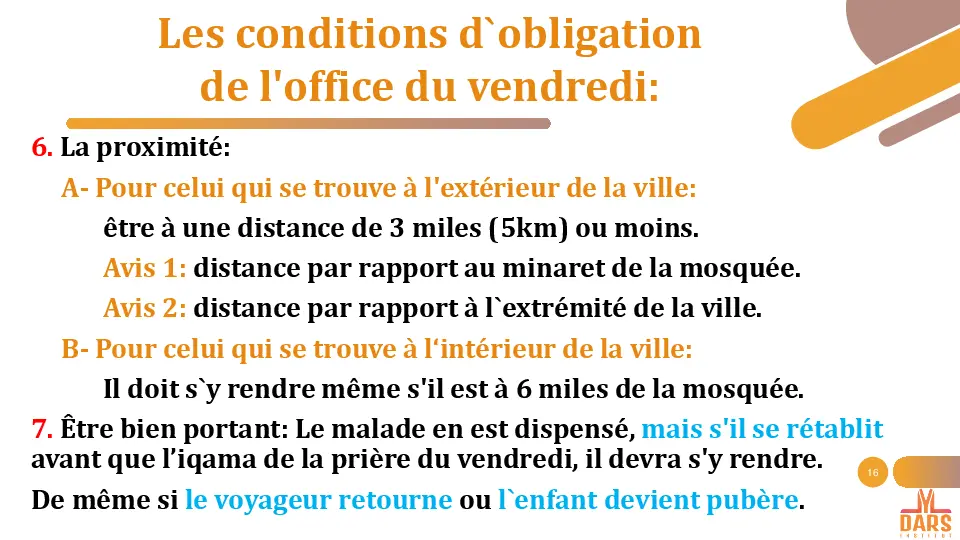 Les conditions d`obligation
de l'office du vendredi:
6. La proximité:
A- Pour celui qui se trouve à l'extérieur de la ville:
être à une distance de 3 miles (5km) ou moins.
Avis 1: distance par rapport au minaret de la mosquée.
Avis 2: distance par rapport à l`extrémité de la ville.
B- Pour celui qui se trouve à l‘intérieur de la ville:
Il doit s`y rendre même s'il est à 6 miles de la mosquée.
7. Être bien portant: Le malade en est dispensé, mais s'il se rétablit
avant que l’iqama de la prière du vendredi, il devra s'y rendre.
16
De même si le voyageur retourne ou l`enfant devient pubère.
DARS
INSTITUT